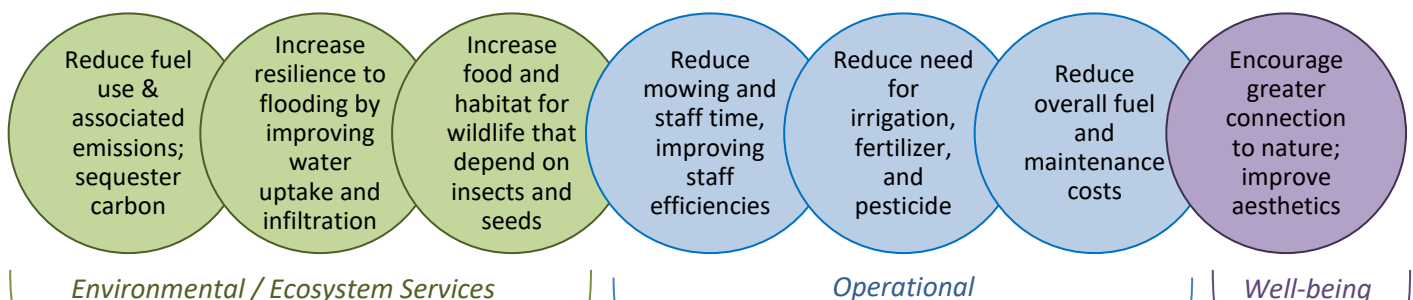 Reduce fuel
use &
associated
emissions;
sequester
carbon
Increase
resilience to
flooding by
improving
water
uptake and
infiltration
Increase
food and
habitat for
wildlife that
depend on
insects and
seeds
Reduce
mowing and
staff time,
improving
staff
efficiencies
Reduce need
for
irrigation,
fertilizer,
and
pesticide
Reduce
overall fuel
and
maintenance
costs
Encourage
greater
connection
to nature;
improve
aesthetics
Environmental / Ecosystem Services
Operational
Well-being